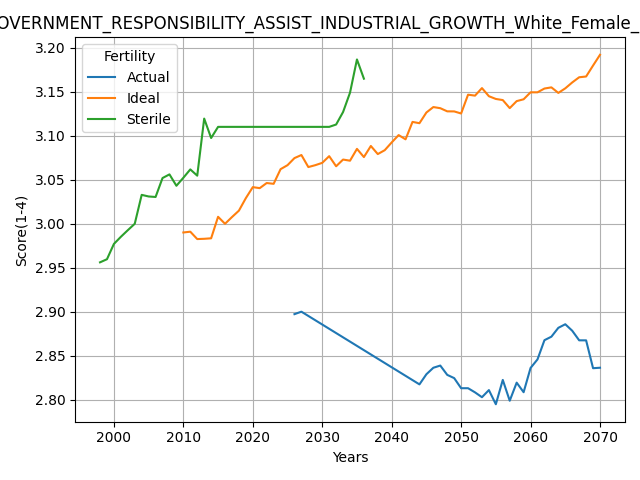 OVERNMENT_RESPONSIBILITY_ASSIST_INDUSTRIAL_GROWTH_White_Female_
3.20
3.15
3.10
3.05
3.00
2.95
2.90
2.85
2.80
Score(1-4)
Fertility
Actual
Ideal
Sterile
2000 2010 2020 2030 2040 2050 2060 2070
Years